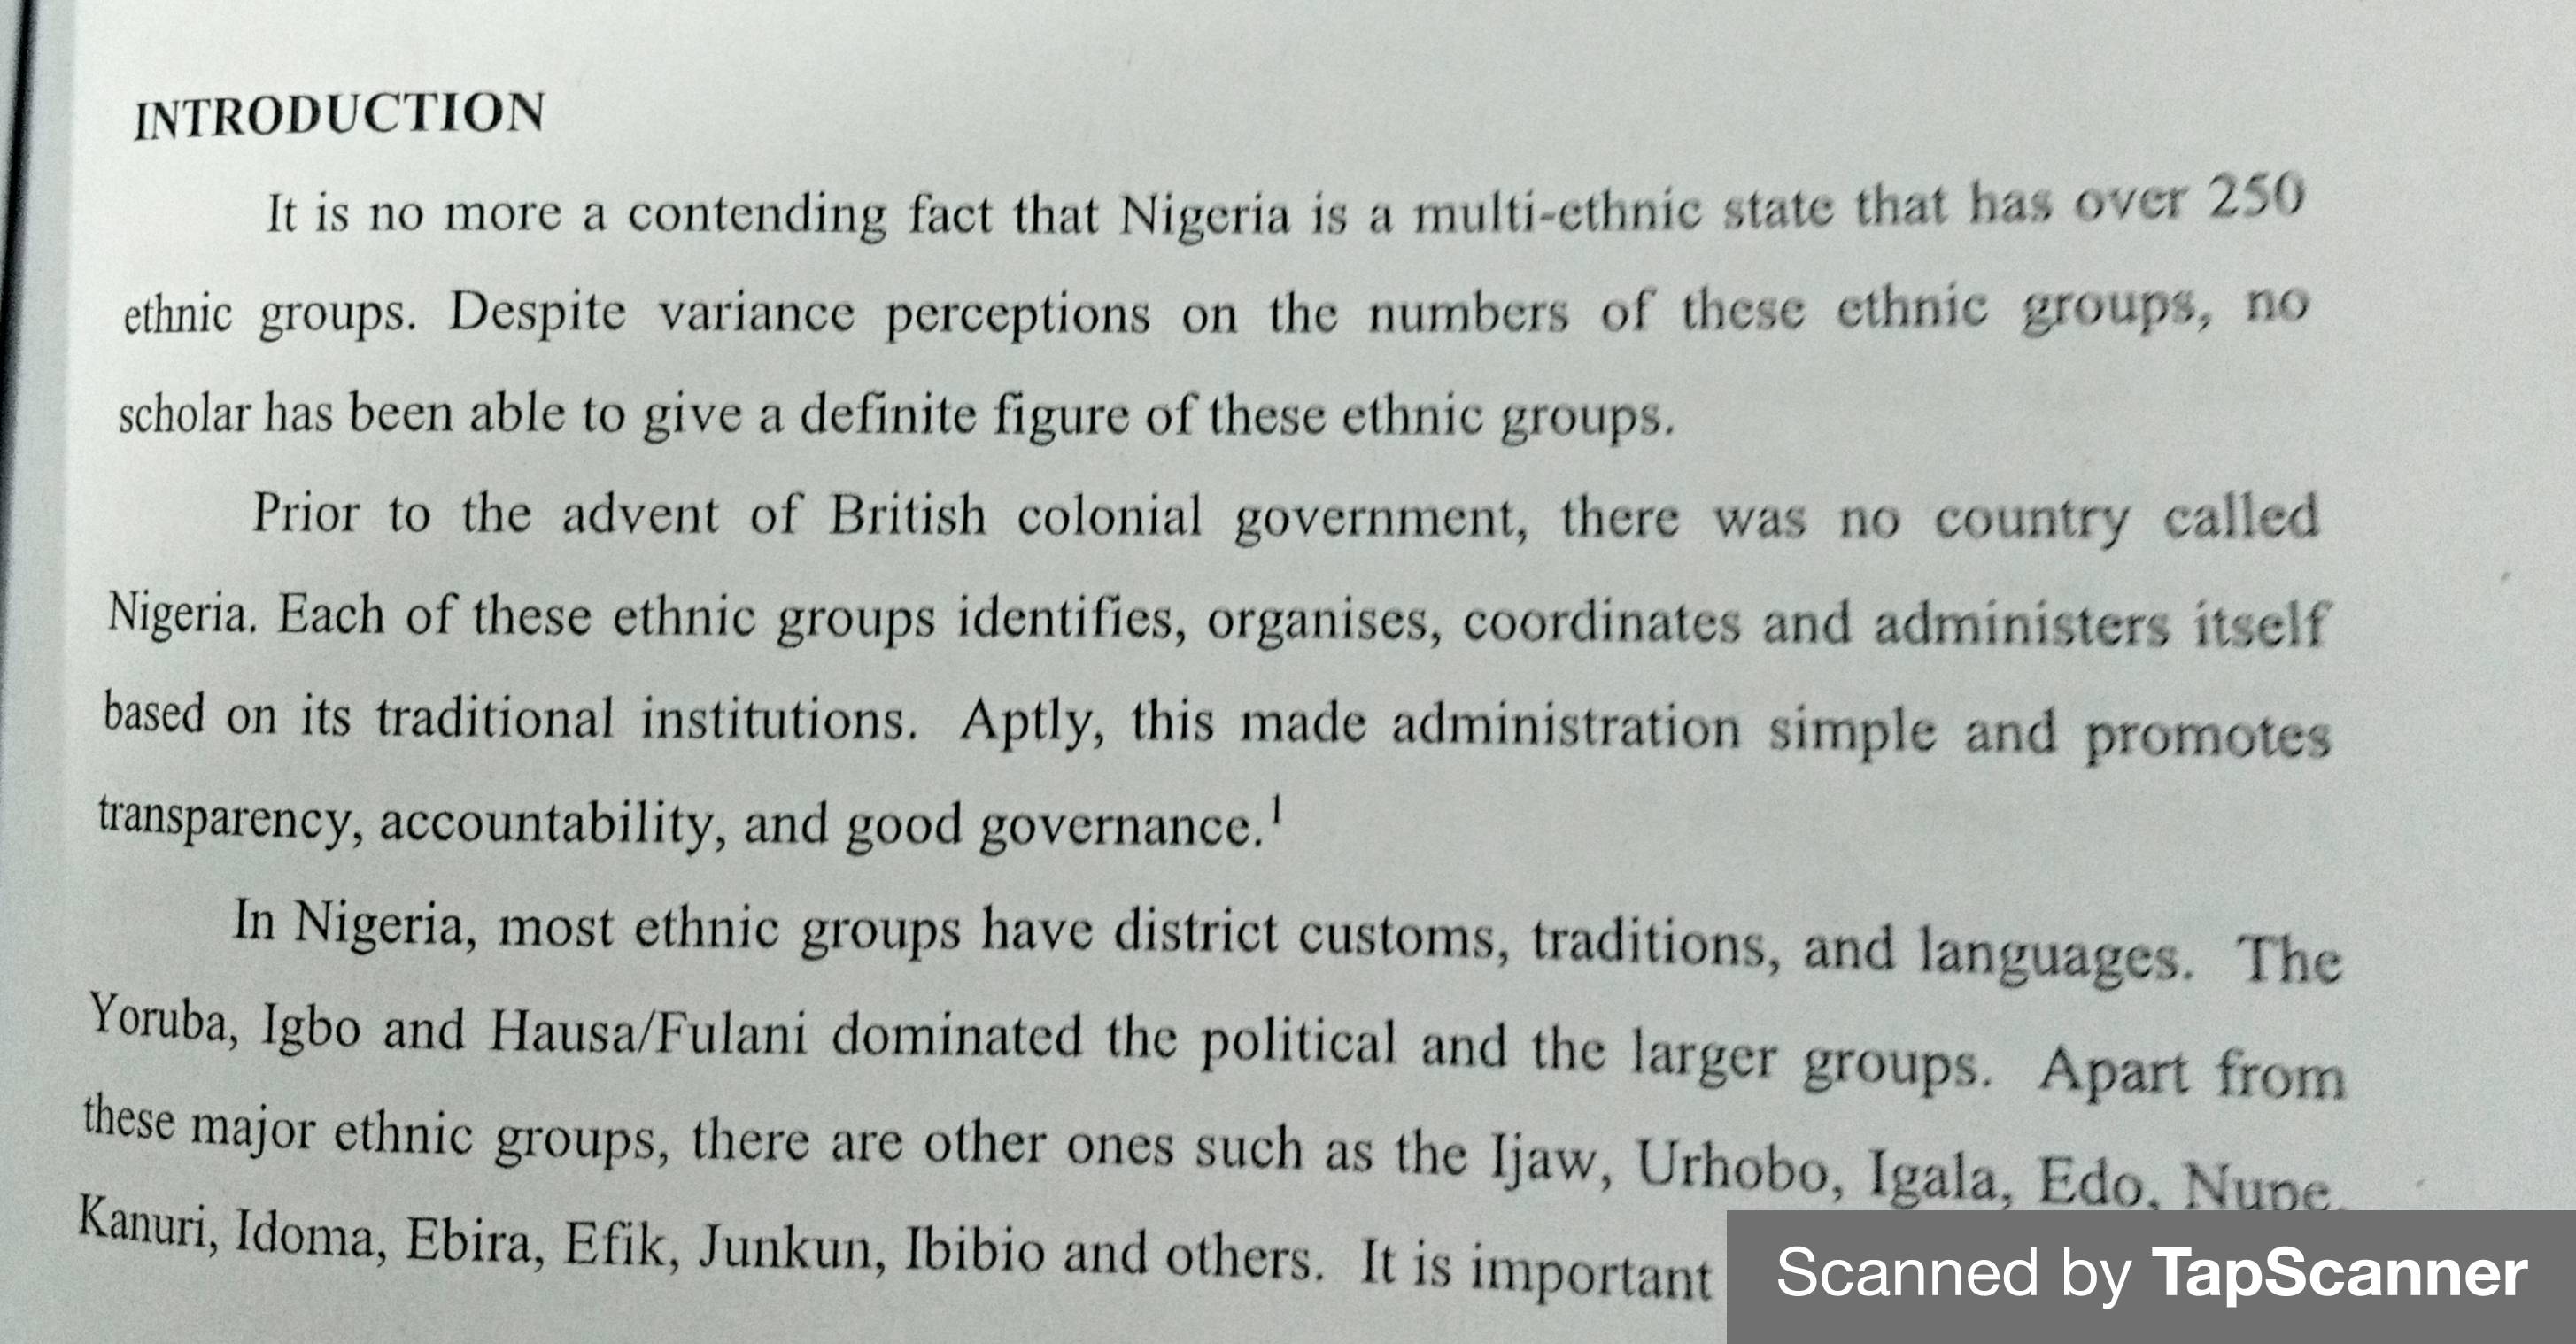 INTRODUCTION
It is no more a contending fact that Nigeria is a multi-ethnic state that has over 250
ethnic groups. Despite variance perceptions on the numbers of these ethnic groups, no
scholar has been able to give a definite figure of these ethnic groups.
Prior to the advent of British colonial government, there was no country called
Nigeria. Each of these ethnic groups identifies, organises, coordinates and administers itself
based on its traditional institutions. Aptly, this made administration simple and promotes
transparency, accountability, and good governance.¹
In Nigeria, most ethnic groups have district customs, traditions, and languages. The
Yoruba, Igbo and Hausa/Fulani dominated the political and the larger groups. Apart from
these major ethnic groups, there are other ones such as the Ijaw, Urhobo, Igala, Edo, Nupe,
Kanuri, Idoma, Ebira, Efik, Junkun, Ibibio and others. It is important
Scanned by TapScanner